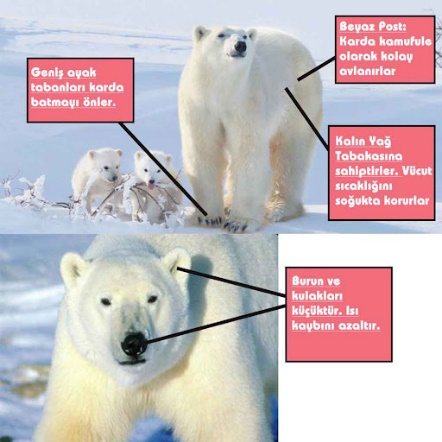 Beyaz Post:
Karda kamufule
olarak kolay
avlanırlar
Geniş ayak
tabanları karda
batmayı önler.
Kalın Yağ
Tabakasına
sahiptirler. Vücut
sıcaklığını
soğukta korurlar
Burun ve
kulakları
küçüktür. Isı
kaybını azaltır.